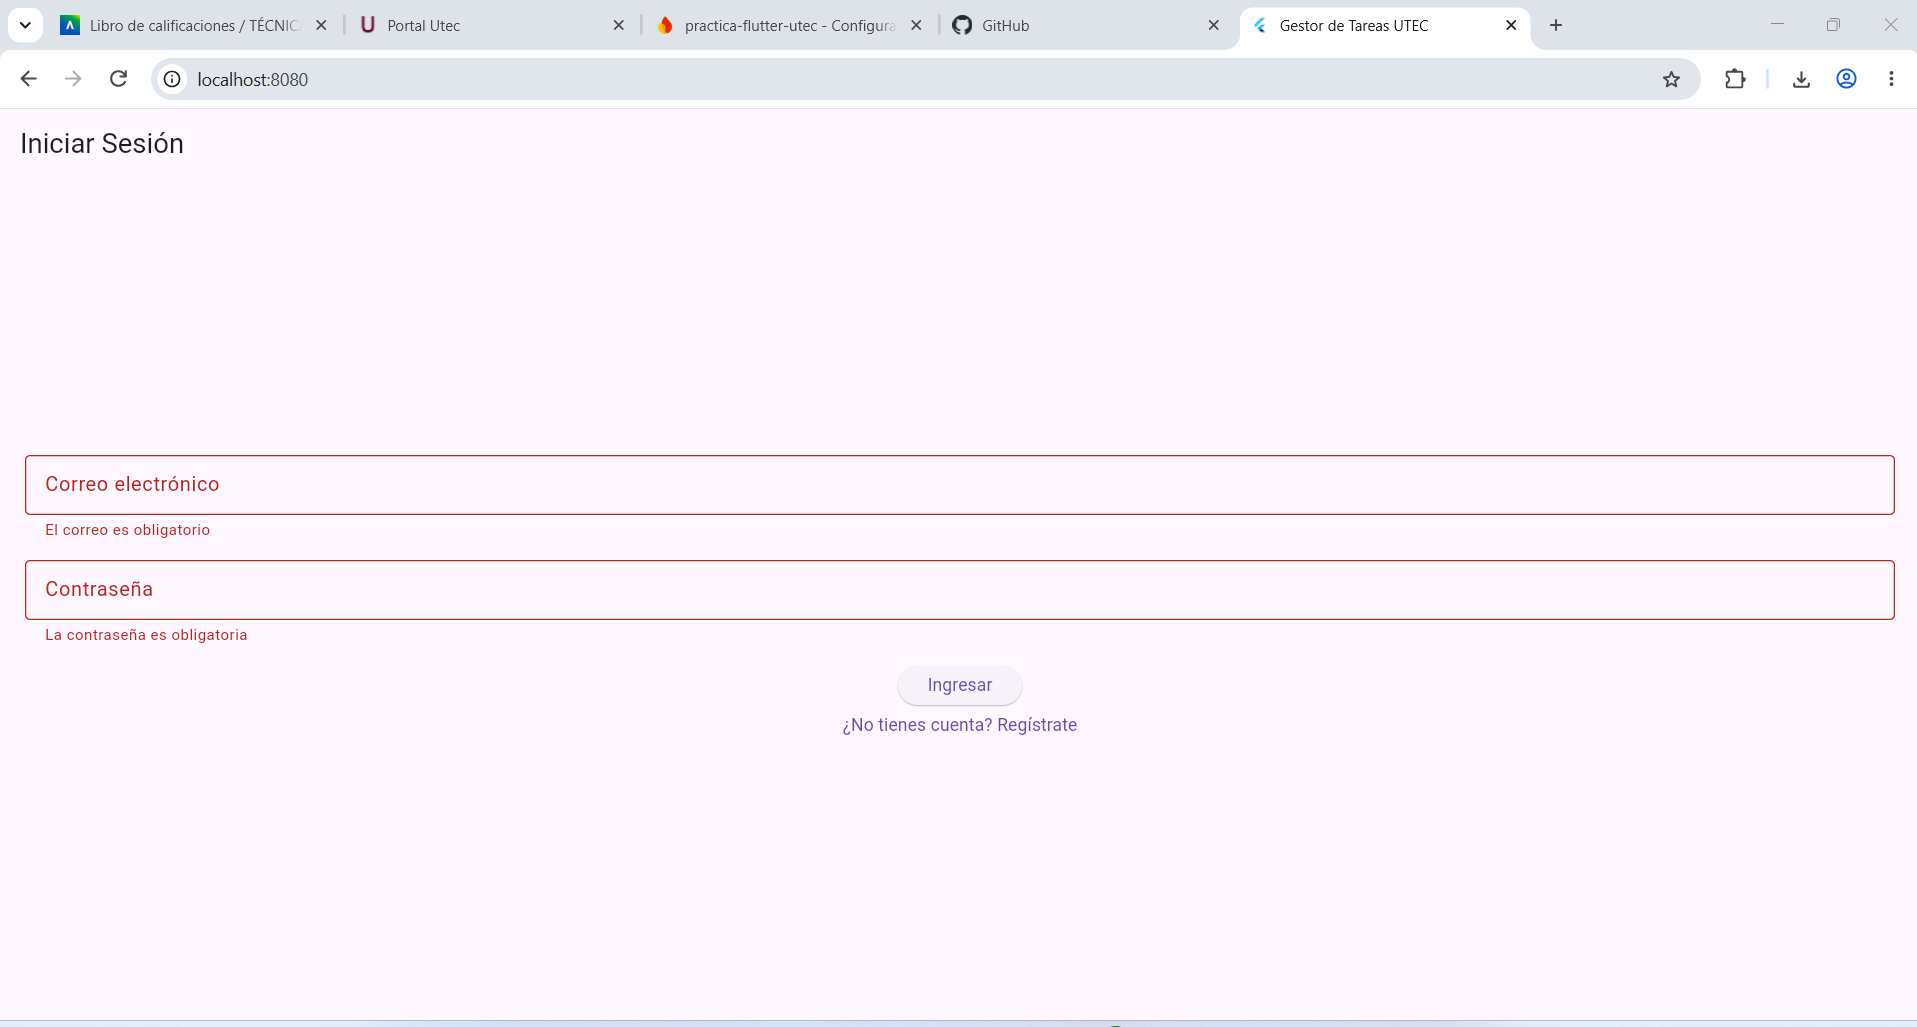 Libro de calificaciones / TÉCNIC
Portal Utec
practica-flutter-utec - Configura
GitHub
Gestor de Tareas UTEC
localhost:8080
Iniciar Sesión
Correo electrónico
El correo es obligatorio
Contraseña
La contraseña es obligatoria
Ingresar
¿No tienes cuenta? Regístrate